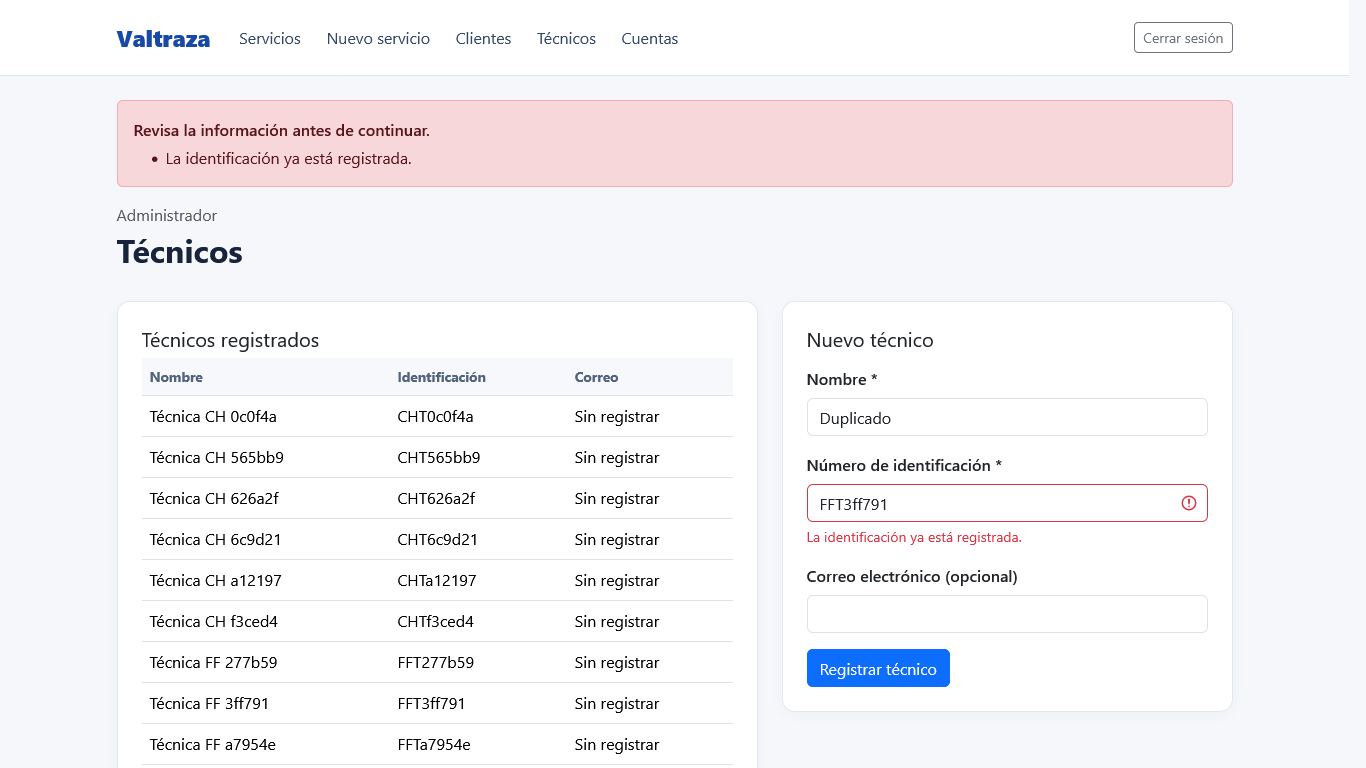 Valtraza Servicios Nuevo servicio Clientes Técnicos Cuentas Cerrar sesión
Revisa la información antes de continuar.
• La identificación ya está registrada.
Administrador
Técnicos
Técnicos registrados
Nombre Identificación Correo
Técnica CH 0c0f4a CHT0c0f4a Sin registrar
Técnica CH 565bb9 CHT565bb9 Sin registrar
Técnica CH 626a2f CHT626a2f Sin registrar
Técnica CH 6c9d21 CHT6c9d21 Sin registrar
Técnica CH a12197 CHTa12197 Sin registrar
Técnica CH f3ced4 CHTf3ced4 Sin registrar
Técnica FF 277b59 FFT277b59 Sin registrar
Técnica FF 3ff791 FFT3ff791 Sin registrar
Técnica FF a7954e FFTa7954e Sin registrar
Nuevo técnico
Nombre *
Duplicado
Número de identificación *
FFT3ff791
La identificación ya está registrada.
Correo electrónico (opcional)
Registrar técnico